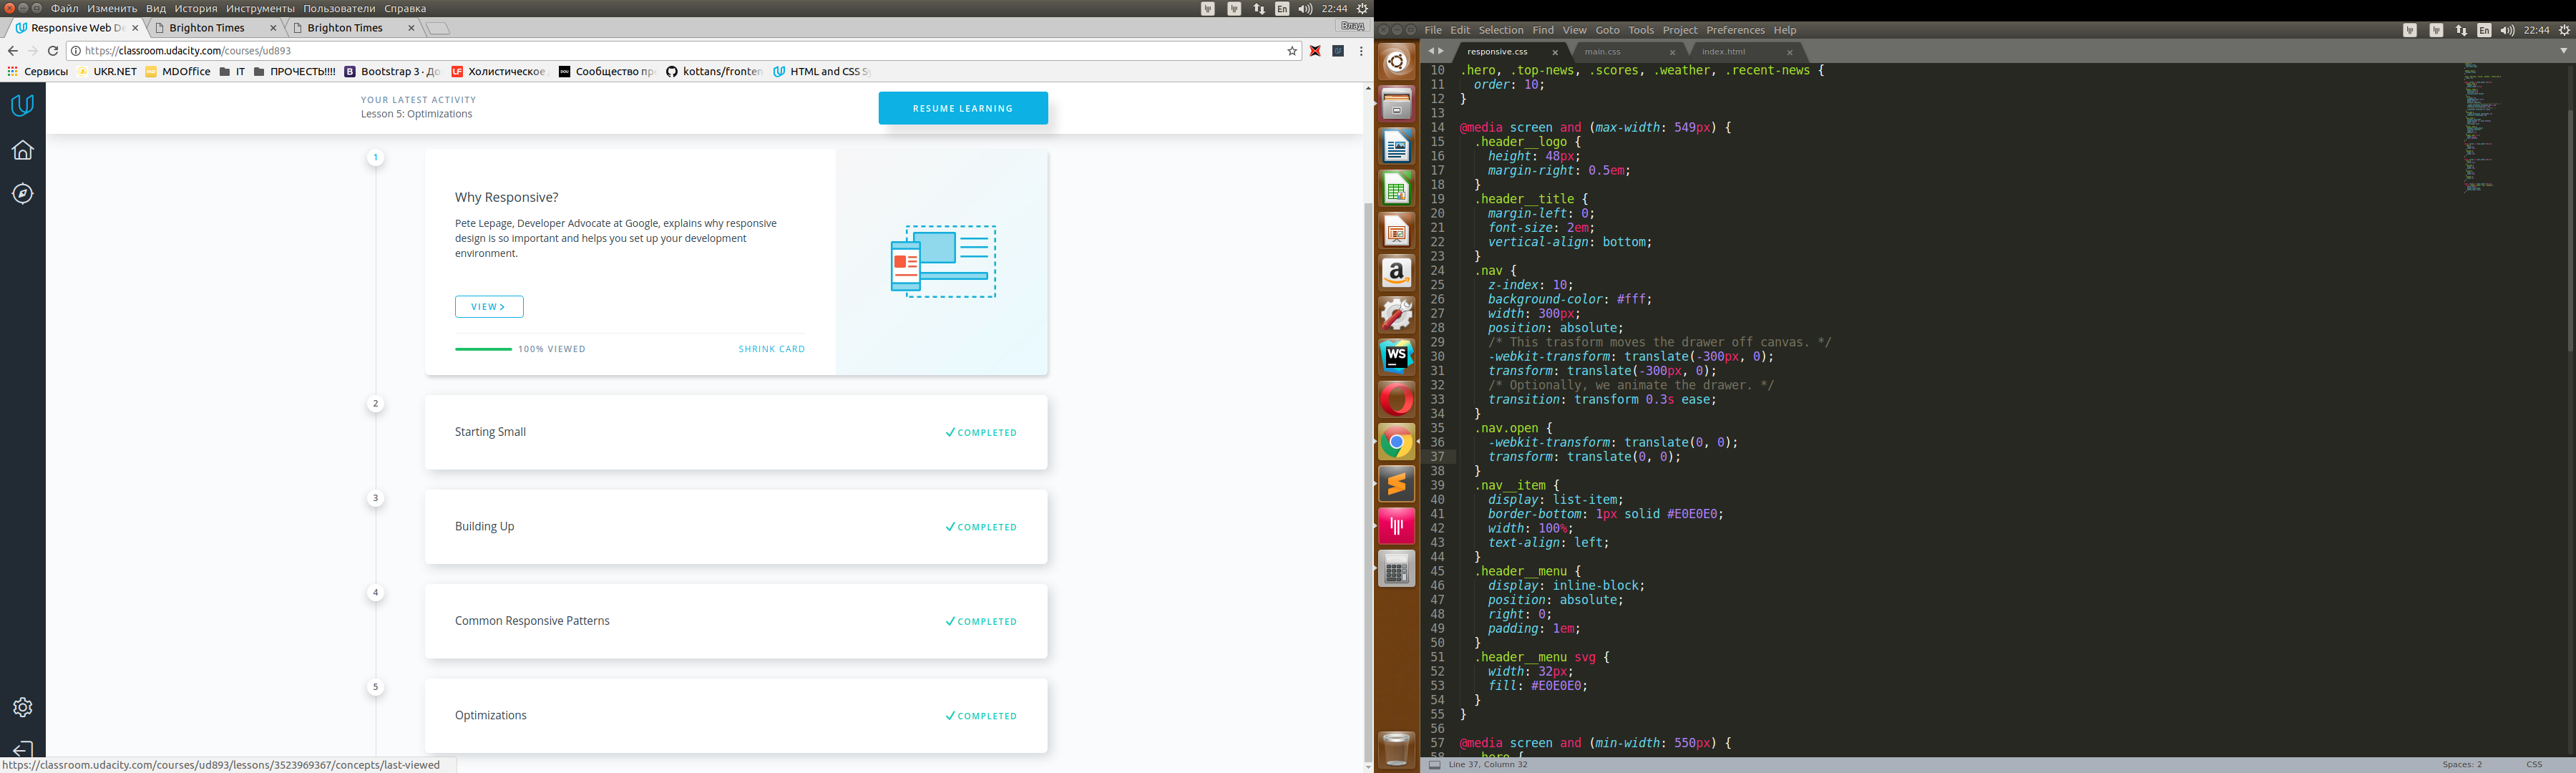 Файл Изменить Вид История Инструменты Пользователи Справка
En 22:44
Responsive Web De
Brighton Times
Brighton Times
Влад
https://classroom.udacity.com/courses/ud893
Сервисы UKR.NET MDOffice IT ПРОЧЕСТЬ!!!! Bootstrap 3 · До Холистическое Сообщество пр kottans/fronten HTML and CSS Sy
YOUR LATEST ACTIVITY
Lesson 5: Optimizations
RESUME LEARNING
1
Why Responsive?
Pete Lepage, Developer Advocate at Google, explains why responsive
design is so important and helps you set up your development
environment.
VIEW >
100% VIEWED
SHRINK CARD
2
Starting Small
COMPLETED
3
Building Up
COMPLETED
4
Common Responsive Patterns
COMPLETED
5
Optimizations
COMPLETED
https://classroom.udacity.com/courses/ud893/lessons/3523969367/concepts/last-viewed
File Edit Selection Find View Goto Tools Project Preferences Help
En 22:44
responsive.css
main.css
index.html
10 .hero, .top-news, .scores, .weather, .recent-news {
11 order: 10;
12 }
13
14 @media screen and (max-width: 549px) {
15 .header__logo {
16 height: 48px;
17 margin-right: 0.5em;
18 }
19 .header__title {
20 margin-left: 0;
21 font-size: 2em;
22 vertical-align: bottom;
23 }
24 .nav {
25 z-index: 10;
26 background-color: #fff;
27 width: 300px;
28 position: absolute;
29 /* This trasform moves the drawer off canvas. */
30 -webkit-transform: translate(-300px, 0);
31 transform: translate(-300px, 0);
32 /* Optionally, we animate the drawer. */
33 transition: transform 0.3s ease;
34 }
35 .nav.open {
36 -webkit-transform: translate(0, 0);
37 transform: translate(0, 0);
38 }
39 .nav__item {
40 display: list-item;
41 border-bottom: 1px solid #E0E0E0;
42 width: 100%;
43 text-align: left;
44 }
45 .header__menu {
46 display: inline-block;
47 position: absolute;
48 right: 0;
49 padding: 1em;
50 }
51 .header__menu svg {
52 width: 32px;
53 fill: #E0E0E0;
54 }
55 }
56
57 @media screen and (min-width: 550px) {
58 .hero {
Line 37, Column 32
Spaces: 2
CSS
WS